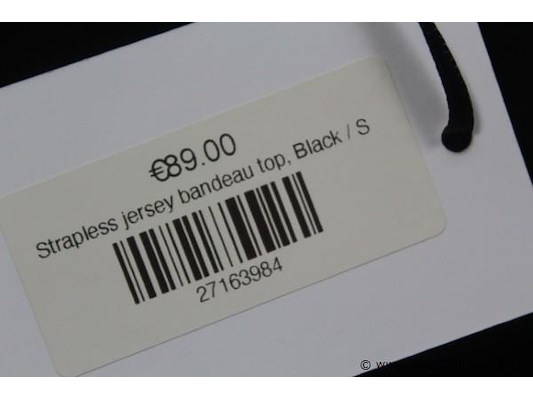 €89.00
Strapless jersey bandeau top, Black / S
27163984
©